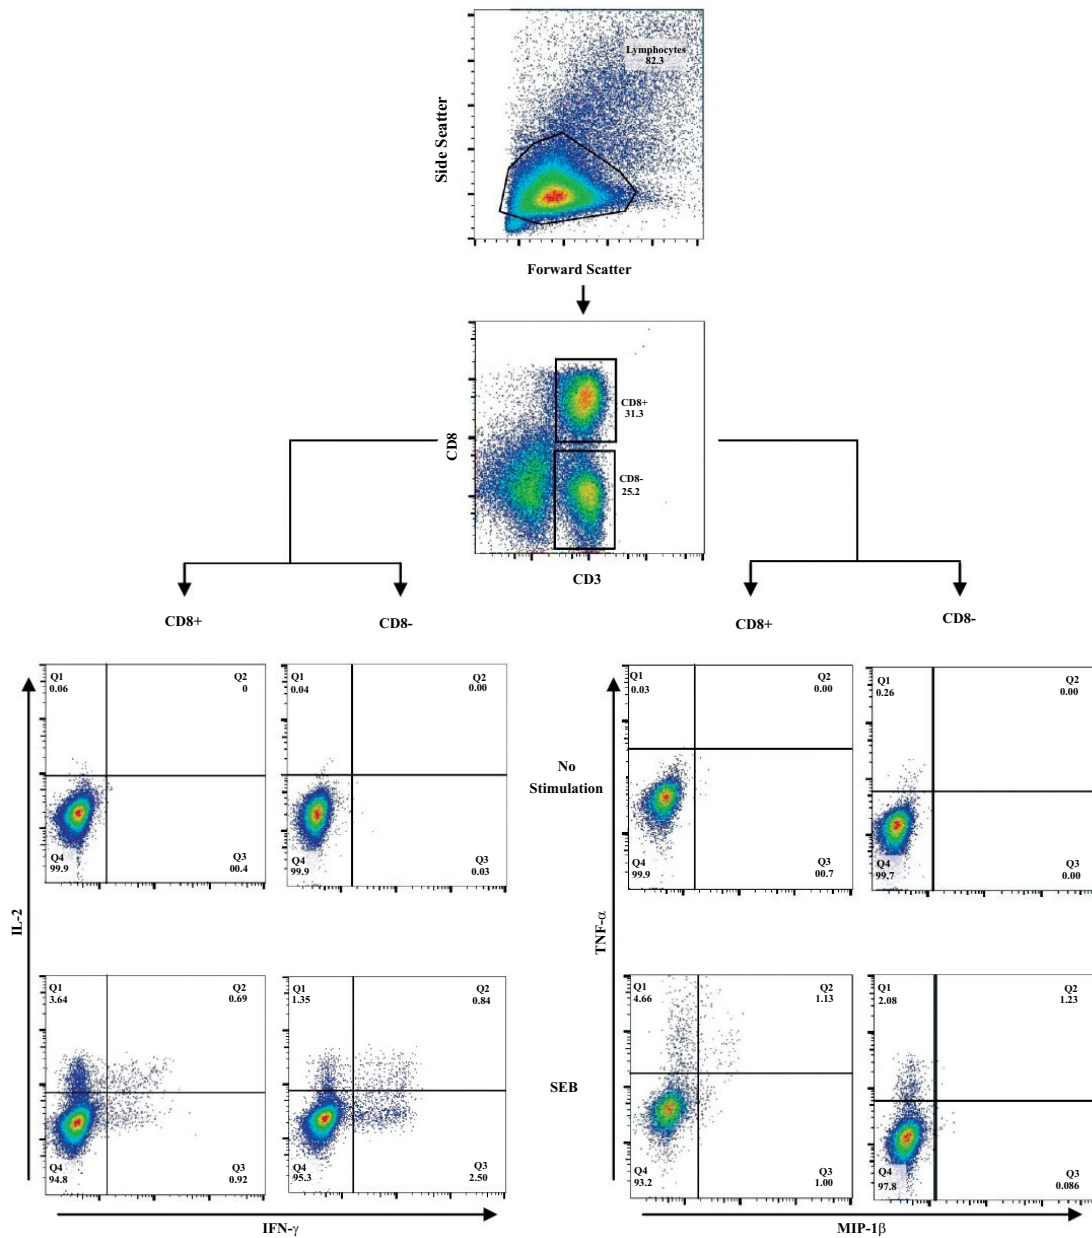 Lymphocytes
82.3
Side Scatter
Forward Scatter
CD8+
31.3
CD8-
25.2
CD8
CD3
CD8+
CD8-
CD8+
CD8-
Q1
0.06
Q2
0
Q4
99.9
Q3
00.4
Q1
0.04
Q2
0.00
Q4
99.9
Q3
0.03
No
Stimulation
Q1
0.03
Q2
0.00
Q4
99.9
Q3
00.7
Q1
0.26
Q2
0.00
Q4
99.7
Q3
0.00
IL-2
TNF-α
Q1
3.64
Q2
0.69
Q4
94.8
Q3
0.92
Q1
1.35
Q2
0.84
Q4
95.3
Q3
2.50
SEB
Q1
4.66
Q2
1.13
Q4
93.2
Q3
1.00
Q1
2.08
Q2
1.23
Q4
97.8
Q3
0.086
IFN-γ
MIP-1β